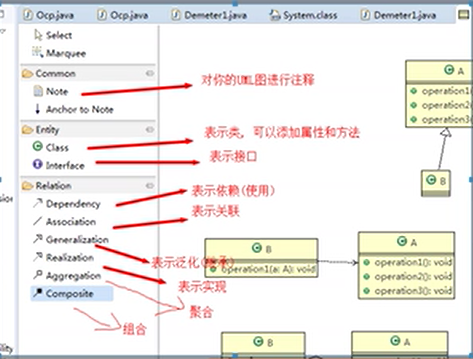 Ocp.java
Ocp.java
Demeter1.java
System.class
Demeter1.java
Select
Marquee
Common
Note
Anchor to Note
Entity
Class
Interface
Relation
Dependency
Association
Generalization
Realization
Aggregation
Composite
对你的UML图进行注释
表示类, 可以添加属性和方法
表示接口
表示依赖(使用)
表示关联
表示泛化(继承)
表示实现
聚合
组合
A
operation1(
operation2(
operation3(
B
B
operation1(a: A): void
A
operation1(): void
operation2(): void
operation3(): void
B
A